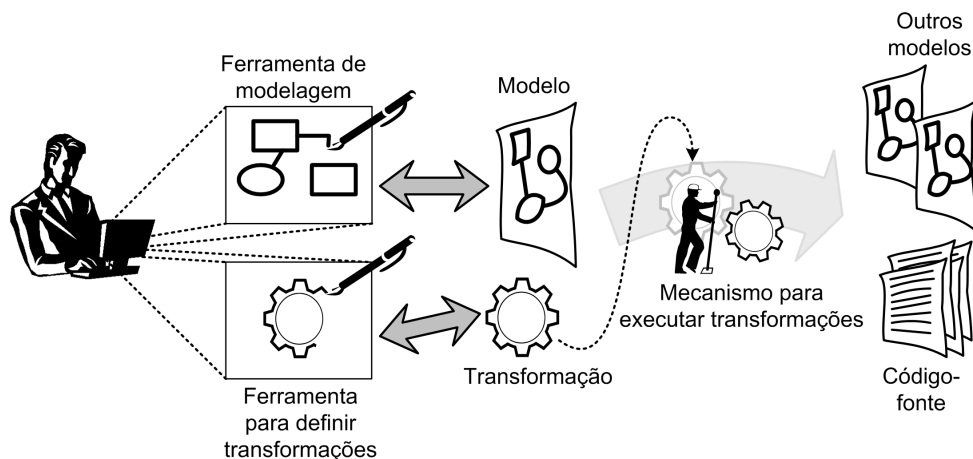 Ferramenta de
modelagem
Modelo
Outros
modelos
Mecanismo para
executar transformações
Ferramenta
para definir
transformações
Transformação
Código-
fonte